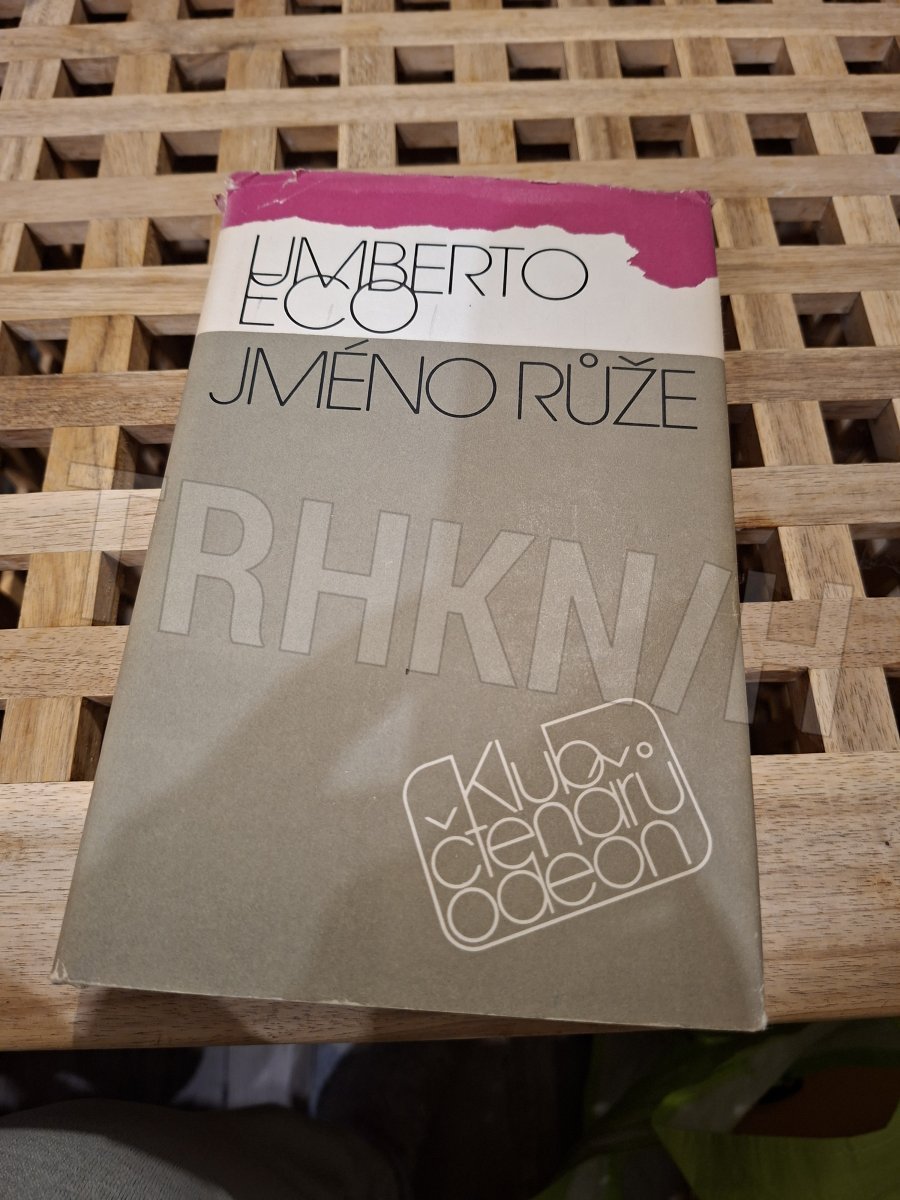 UMBERTO
ECO
JMÉNO RŮŽE
TRHKNIH
Klub
čtenářů
odeon